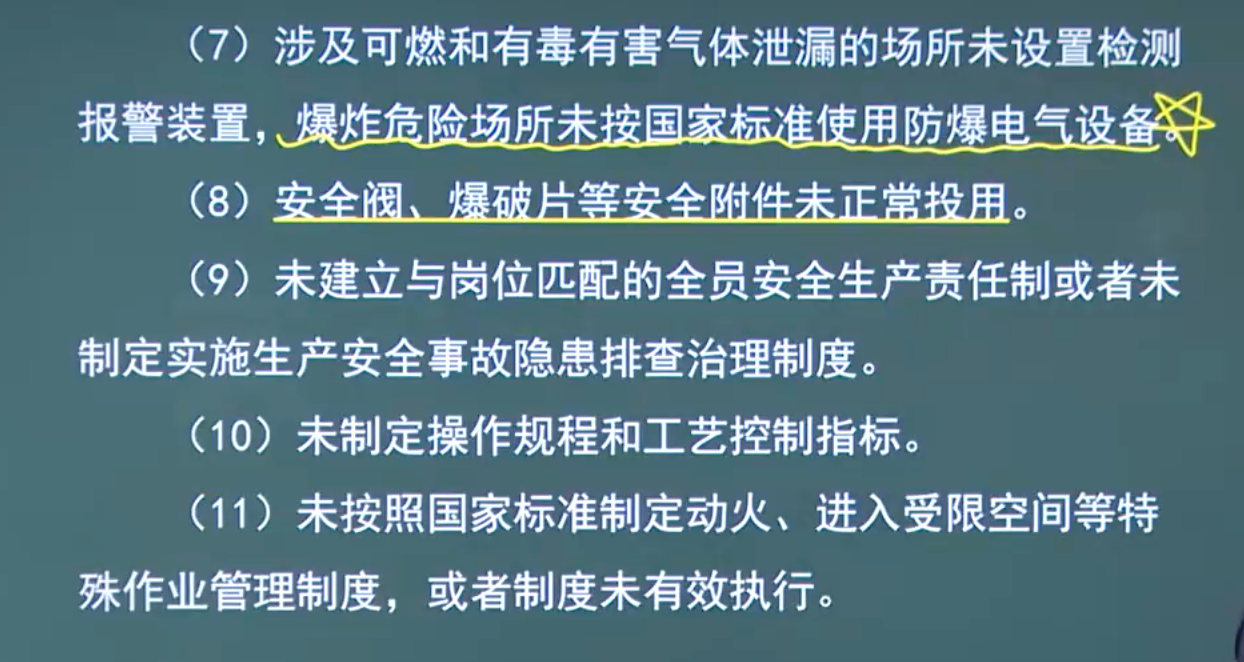 （7）涉及可燃和有毒有害气体泄漏的场所未设置检测
报警装置，爆炸危险场所未按国家标准使用防爆电气设备。
（8）安全阀、爆破片等安全附件未正常投用。
（9）未建立与岗位匹配的全员安全生产责任制或者未
制定实施生产安全事故隐患排查治理制度。
（10）未制定操作规程和工艺控制指标。
（11）未按照国家标准制定动火、进入受限空间等特
殊作业管理制度，或者制度未有效执行。